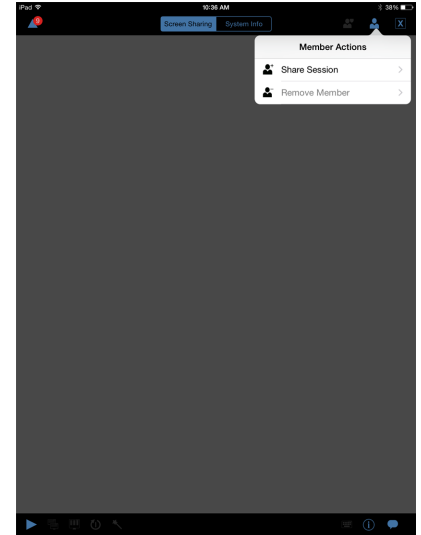 iPad 10:36 AM 38%
9
Screen Sharing System Info
X
Member Actions
Share Session
Remove Member